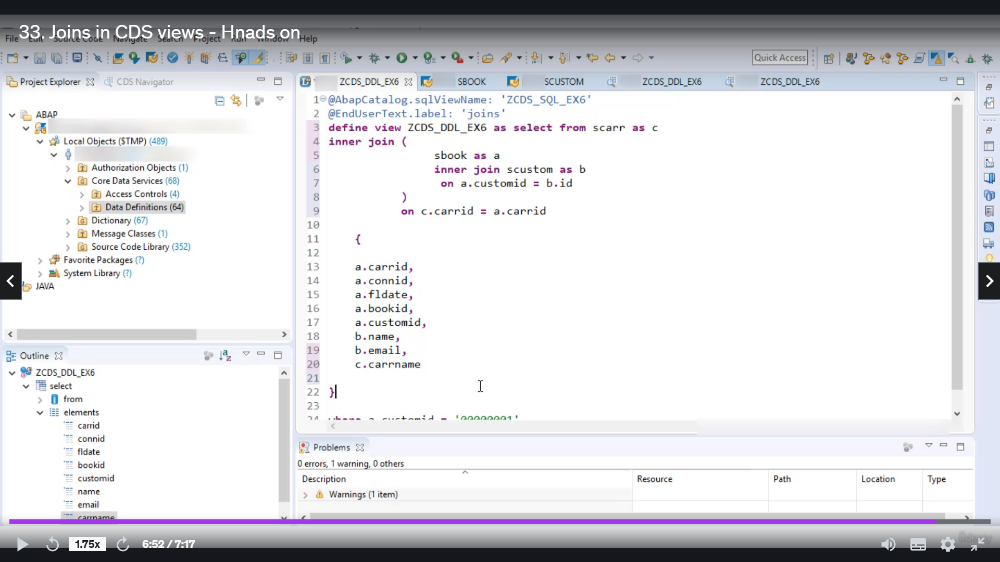 33. Joins in CDS views - Hnads on
File Edit Source Code Navigate Search Project Run Window Help
Quick Access
Project Explorer
CDS Navigator
ZCDS_DDL_EX6
SBOOK
SCUSTOM
ZCDS_DDL_EX6
ZCDS_DDL_EX6
ABAP
Local Objects ($TMP) (489)
Authorization Objects (1)
Core Data Services (68)
Access Controls (4)
Data Definitions (64)
Dictionary (67)
Message Classes (1)
Source Code Library (352)
Favorite Packages (?)
System Library (?)
JAVA
1 @AbapCatalog.sqlViewName: 'ZCDS_SQL_EX6'
2 @EndUserText.label: 'joins'
3 define view ZCDS_DDL_EX6 as select from scarr as c
4 inner join (
5 sbook as a
6 inner join scustom as b
7 on a.customid = b.id
8 )
9 on c.carrid = a.carrid
10
11 {
12
13 a.carrid,
14 a.connid,
15 a.fldate,
16 a.bookid,
17 a.customid,
18 b.name,
19 b.email,
20 c.carrname
21
22 }
23
24 where a.customid = '00000001'
Outline
ZCDS_DDL_EX6
select
from
elements
carrid
connid
fldate
bookid
customid
name
email
carrname
Problems
0 errors, 1 warning, 0 others
Description Resource Path Location Type
Warnings (1 item)
1.75x
6:52 / 7:17
ûdemy